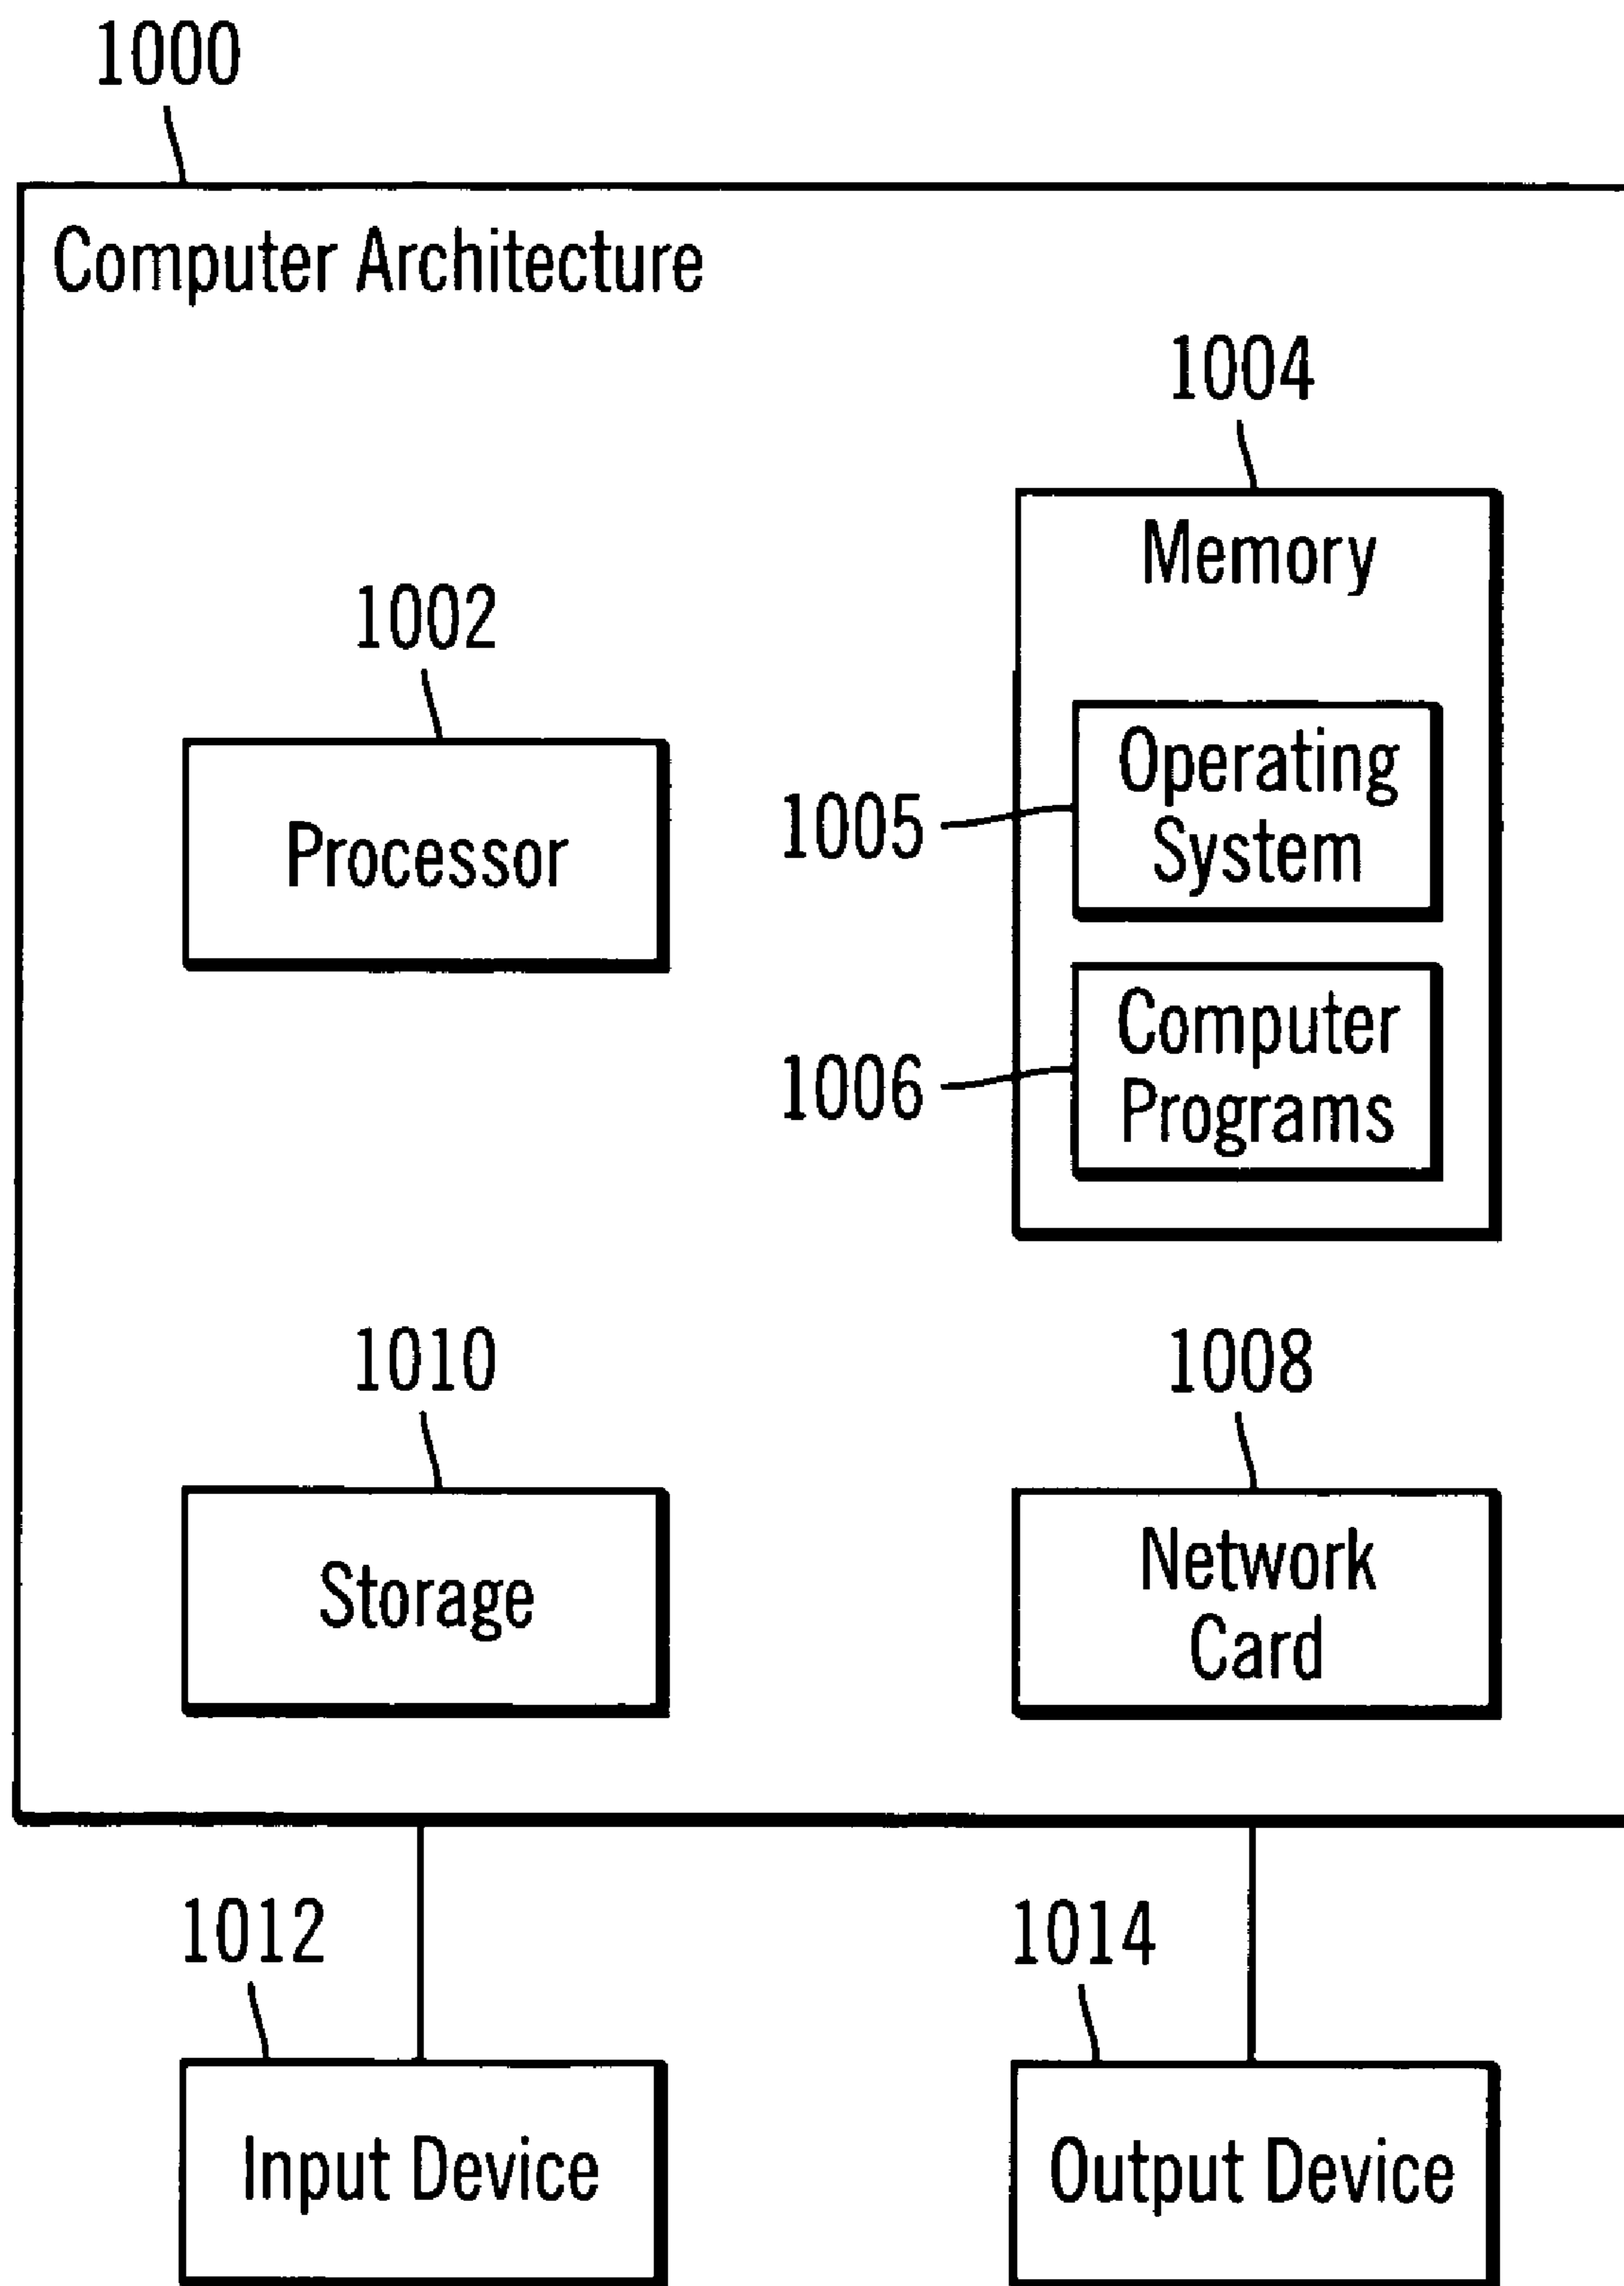 1000
Computer Architecture
1004
Memory
1002
Processor
1005
Operating
System
1006
Computer
Programs
1010
Storage
1008
Network
Card
1012
Input Device
1014
Output Device